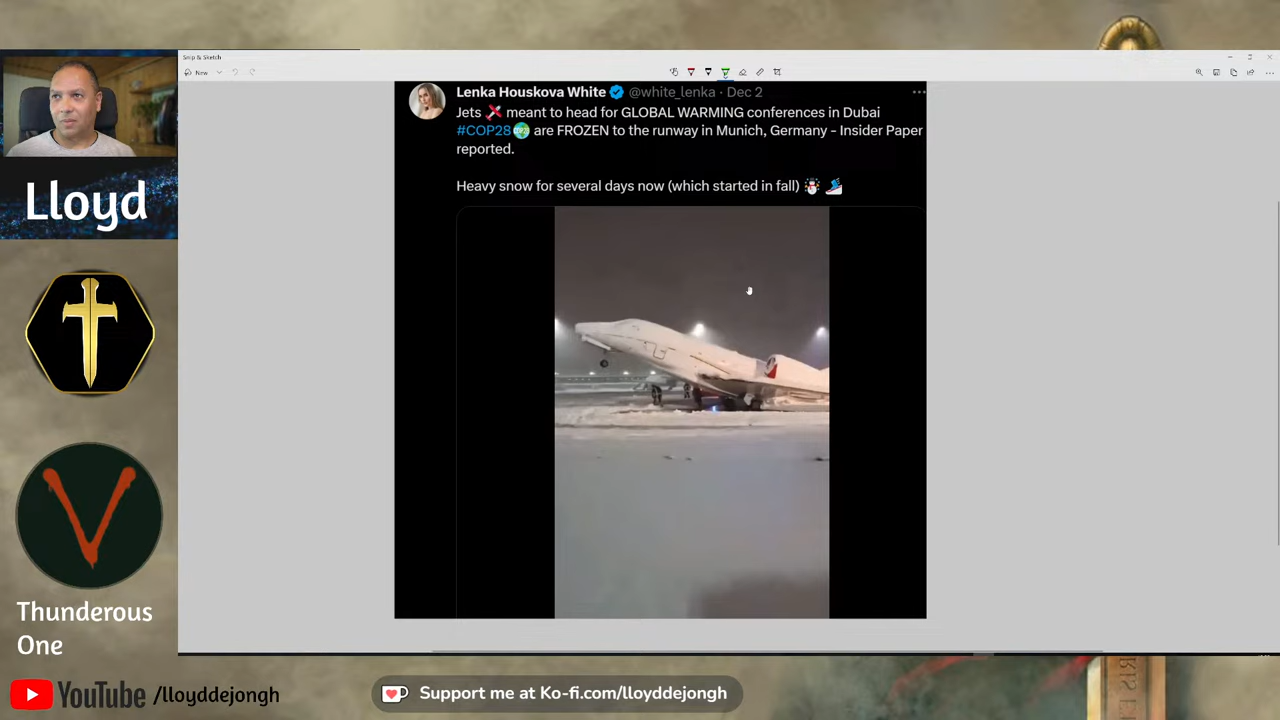 Snip & Sketch
New
Lloyd
Lenka Houskova White @white_lenka · Dec 2
Jets meant to head for GLOBAL WARMING conferences in Dubai
#COP28 are FROZEN to the runway in Munich, Germany - Insider Paper
reported.
Heavy snow for several days now (which started in fall)
V
Thunderous
One
YouTube /lloyddejongh
Support me at Ko-fi.com/lloyddejongh